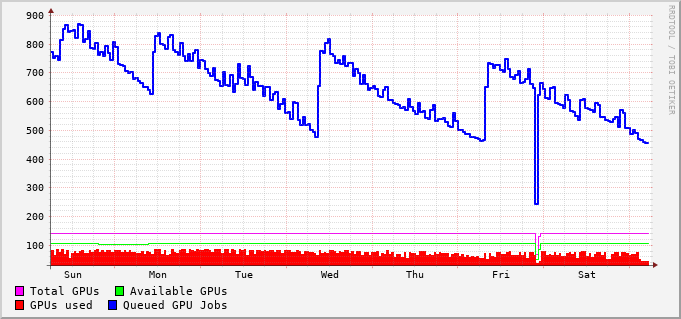 900
800
700
600
500
400
300
200
100
Sun Mon Tue Wed Thu Fri Sat
Total GPUs Available GPUs
GPUs used Queued GPU Jobs
RRDTOOL / TOBI OETIKER